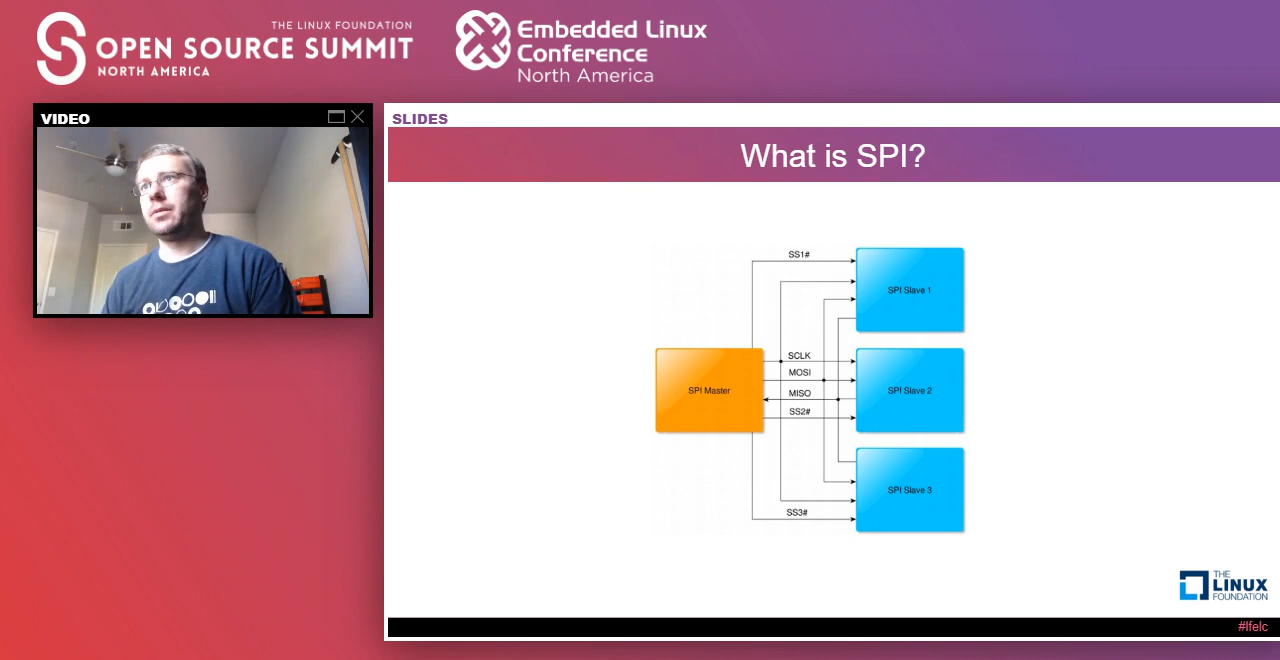 THE LINUX FOUNDATION
OPEN SOURCE SUMMIT
NORTH AMERICA
Embedded Linux
Conference
North America
VIDEO
SLIDES
What is SPI?
SS1#
SPI Slave 1
SCLK
MOSI
SPI Master
MISO
SPI Slave 2
SS2#
SPI Slave 3
SS3#
THE
LINUX
FOUNDATION
#lfelc